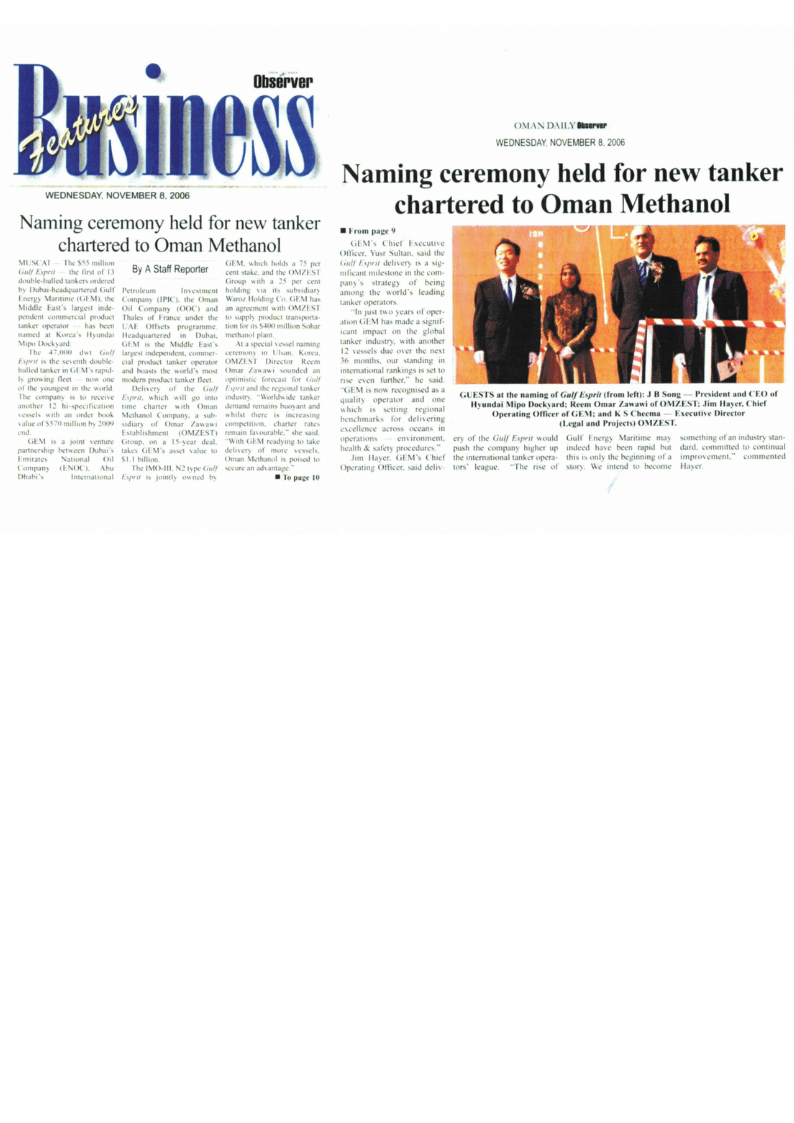 Observer
Business
Features
WEDNESDAY, NOVEMBER 8, 2006
Naming ceremony held for new tanker
chartered to Oman Methanol
MUSCAT — The $55 million
Gulf Esprit — the first of 13
double-hulled tankers ordered
by Dubai-headquartered Gulf
Energy Maritime (GEM), the
Middle East's largest inde-
pendent commercial product
tanker operator — has been
named at Korea's Hyundai
Mipo Dockyard.
The 47,000 dwt Gulf
Esprit is the seventh double-
hulled tanker in GEM's rapid-
ly growing fleet — now one
of the youngest in the world.
The company is to receive
another 12 hi-specification
vessels with an order book
value of $570 million by 2009
end.
GEM is a joint venture
partnership between Dubai's
Emirates National Oil
Company (ENOC), Abu
Dhabi's International
By A Staff Reporter
Petroleum Investment
Company (IPIC), the Oman
Oil Company (OOC) and
Thales of France under the
UAE Offsets programme.
Headquartered in Dubai,
GEM is the Middle East's
largest independent, commer-
cial product tanker operator
and boasts the world's most
modern product tanker fleet.
Delivery of the Gulf
Esprit, which will go into
time charter with Oman
Methanol Company, a sub-
sidiary of Omar Zawawi
Establishment (OMZEST)
Group, on a 15-year deal,
takes GEM's asset value to
$1.1 billion.
The IMO-III, N2 type Gulf
Esprit is jointly owned by
GEM, which holds a 75 per
cent stake, and the OMZEST
Group with a 25 per cent
holding via its subsidiary
Waroz Holding Co. GEM has
an agreement with OMZEST
to supply product transporta-
tion for its $400 million Sohar
methanol plant.
At a special vessel naming
ceremony in Ulsan, Korea,
OMZEST Director Reem
Omar Zawawi sounded an
optimistic forecast for Gulf
Esprit and the regional tanker
industry. "Worldwide tanker
demand remains buoyant and
whilst there is increasing
competition, charter rates
remain favourable," she said.
"With GEM readying to take
delivery of more vessels,
Oman Methanol is poised to
secure an advantage."
■ To page 10
OMAN DAILY Observer
WEDNESDAY, NOVEMBER 8, 2006
Naming ceremony held for new tanker
chartered to Oman Methanol
■ From page 9
GEM's Chief Executive
Officer, Yusr Sultan, said the
Gulf Esprit delivery is a sig-
nificant milestone in the com-
pany's strategy of being
among the world's leading
tanker operators.
"In just two years of oper-
ation GEM has made a signif-
icant impact on the global
tanker industry, with another
12 vessels due over the next
36 months, our standing in
international rankings is set to
rise even further," he said.
"GEM is now recognised as a
quality operator and one
which is setting regional
benchmarks for delivering
excellence across oceans in
operations — environment,
health & safety procedures."
Jim Hayer, GEM's Chief
Operating Officer, said deliv-
GUESTS at the naming of Gulf Esprit (from left): J B Song — President and CEO of
Hyundai Mipo Dockyard; Reem Omar Zawawi of OMZEST; Jim Hayer, Chief
Operating Officer of GEM; and K S Cheema — Executive Director
(Legal and Projects) OMZEST.
ery of the Gulf Esprit would
push the company higher up
the international tanker opera-
tors' league. "The rise of
Gulf Energy Maritime may
indeed have been rapid but
this is only the beginning of a
story. We intend to become
something of an industry stan-
dard, committed to continual
improvement," commented
Hayer.